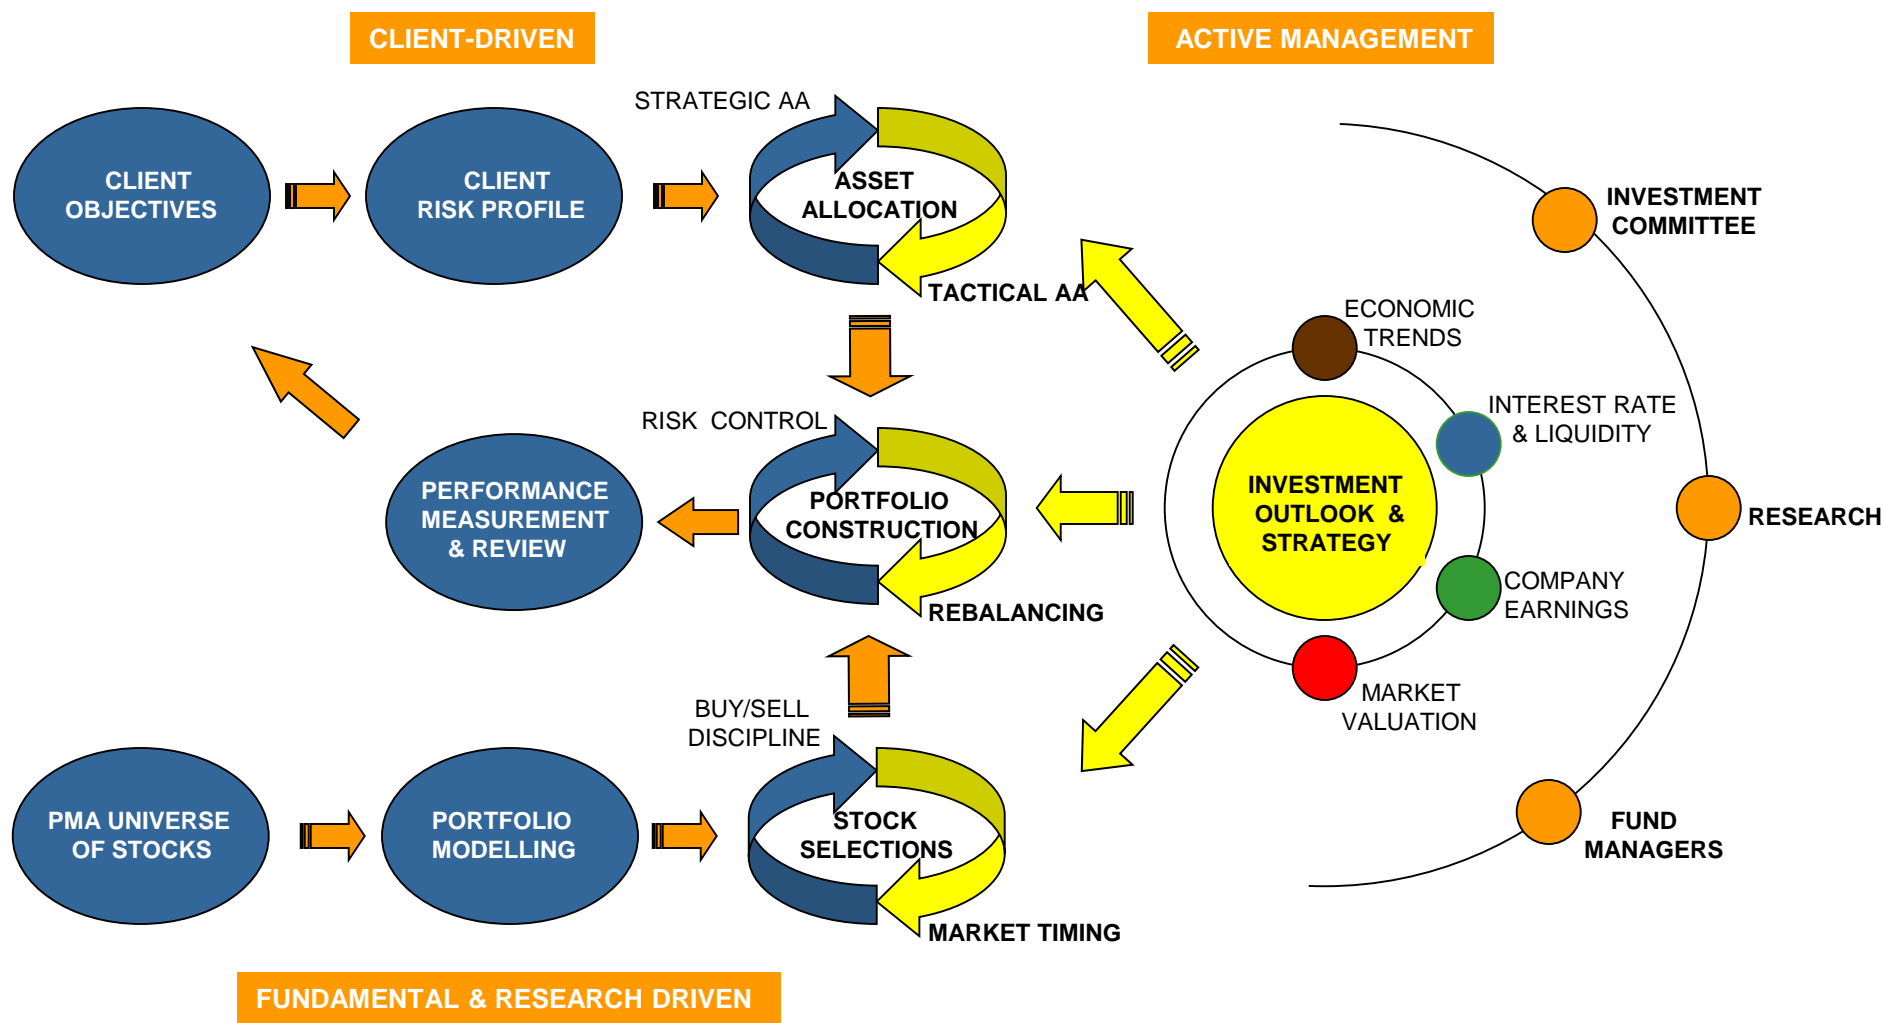 CLIENT-DRIVEN
ACTIVE MANAGEMENT
STRATEGIC AA
CLIENT
OBJECTIVES
CLIENT
RISK PROFILE
ASSET
ALLOCATION
TACTICAL AA
INVESTMENT
COMMITTEE
ECONOMIC
TRENDS
INTEREST RATE
& LIQUIDITY
RISK CONTROL
PERFORMANCE
MEASUREMENT
& REVIEW
PORTFOLIO
CONSTRUCTION
REBALANCING
INVESTMENT
OUTLOOK &
STRATEGY
RESEARCH
COMPANY
EARNINGS
MARKET
VALUATION
BUY/SELL
DISCIPLINE
PMA UNIVERSE
OF STOCKS
PORTFOLIO
MODELLING
STOCK
SELECTIONS
MARKET TIMING
FUND
MANAGERS
FUNDAMENTAL & RESEARCH DRIVEN